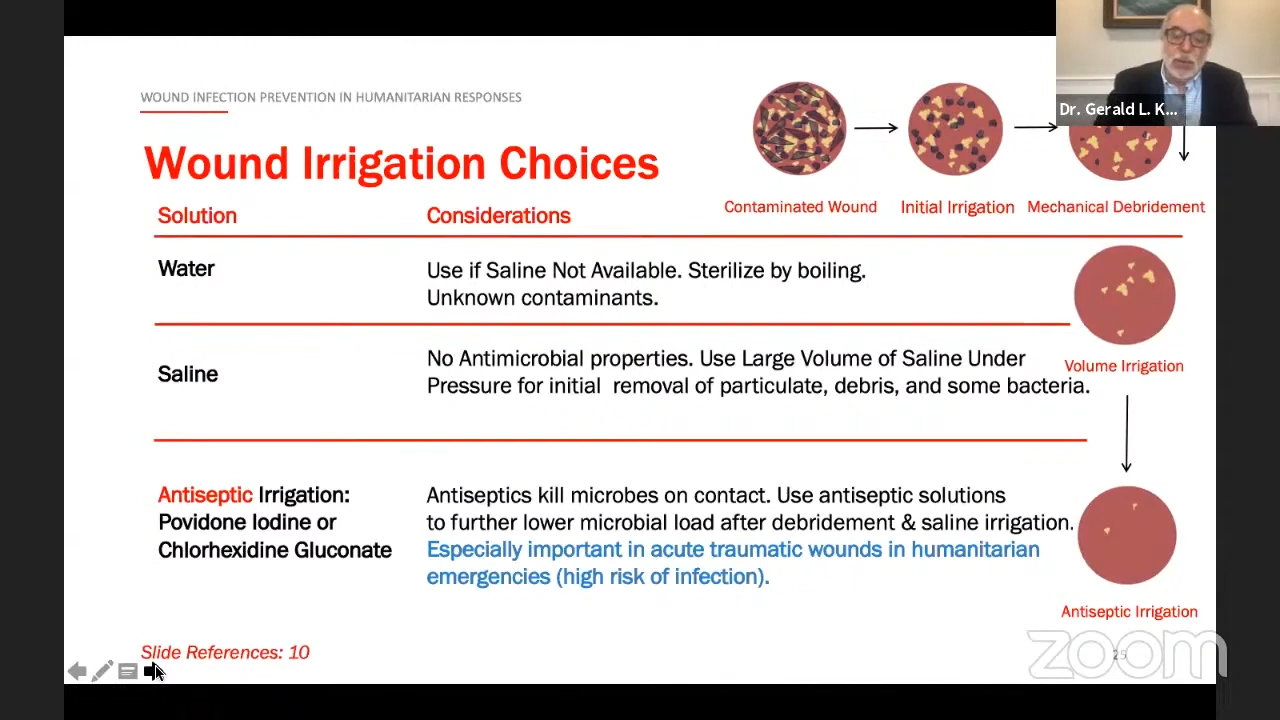 WOUND INFECTION PREVENTION IN HUMANITARIAN RESPONSES
Dr. Gerald L. K...
Wound Irrigation Choices
Contaminated Wound
Initial Irrigation
Mechanical Debridement
Solution
Considerations
Water
Use if Saline Not Available. Sterilize by boiling.
Unknown contaminants.
Saline
No Antimicrobial properties. Use Large Volume of Saline Under
Pressure for initial removal of particulate, debris, and some bacteria.
Volume Irrigation
Antiseptic Irrigation:
Povidone Iodine or
Chlorhexidine Gluconate
Antiseptics kill microbes on contact. Use antiseptic solutions
to further lower microbial load after debridement & saline irrigation.
Especially important in acute traumatic wounds in humanitarian
emergencies (high risk of infection).
Antiseptic Irrigation
Slide References: 10
zoom
25